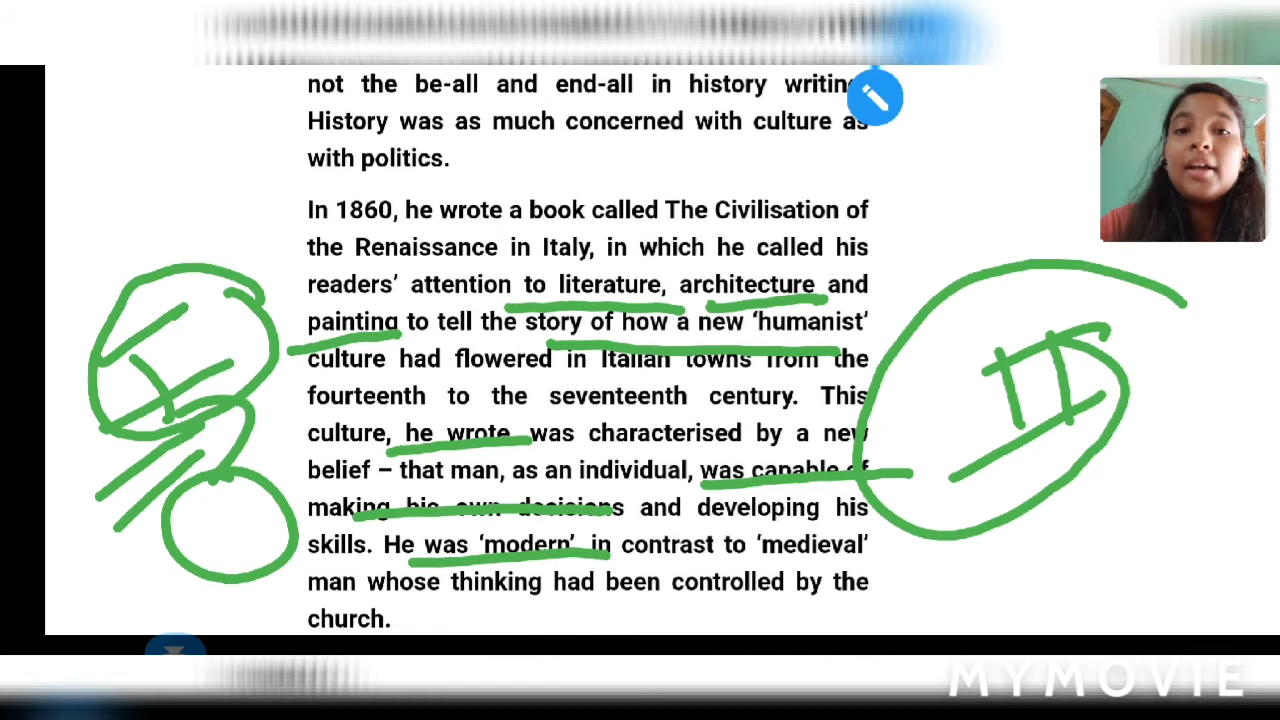 not the be-all and end-all in history writing.
History was as much concerned with culture as
with politics.
In 1860, he wrote a book called The Civilisation of
the Renaissance in Italy, in which he called his
readers’ attention to literature, architecture and
painting to tell the story of how a new ‘humanist’
culture had flowered in Italian towns from the
fourteenth to the seventeenth century. This
culture, he wrote was characterised by a new
belief – that man, as an individual, was capable of
making his own decisions and developing his
skills. He was ‘modern’ in contrast to ‘medieval’
man whose thinking had been controlled by the
church.
MYMOVIE